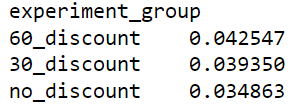 experiment_group
60_discount    0.042547
30_discount    0.039350
no_discount    0.034863